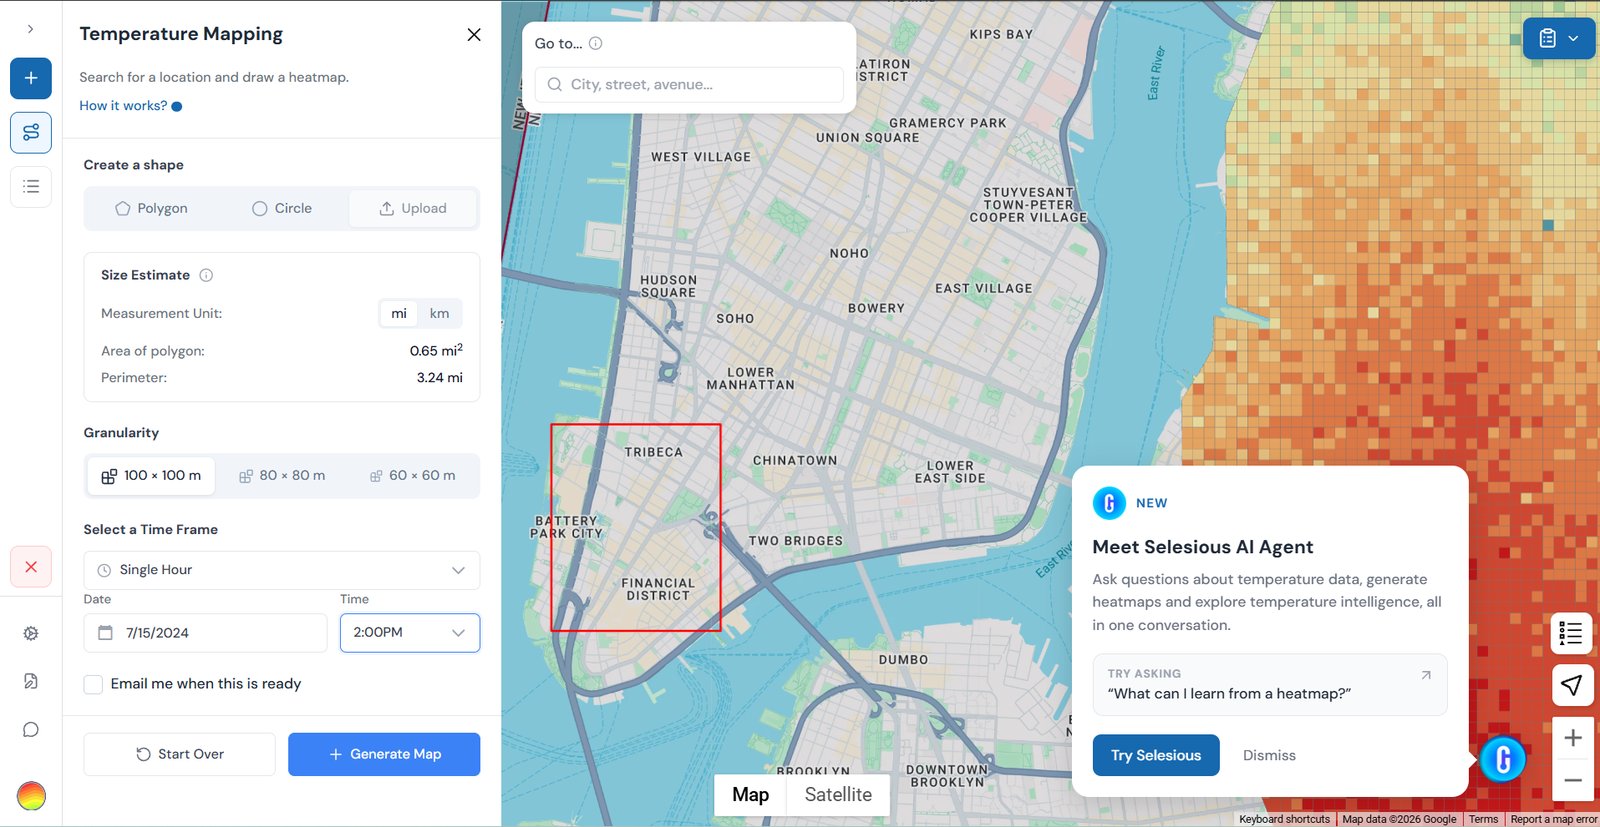 Temperature Mapping
Search for a location and draw a heatmap.
How it works?
Create a shape
Polygon
Circle
Upload
Size Estimate
Measurement Unit:
mi
km
Area of polygon:
0.65 mi²
Perimeter:
3.24 mi
Granularity
100 × 100 m
80 × 80 m
60 × 60 m
Select a Time Frame
Single Hour
Date
Time
7/15/2024
2:00PM
Email me when this is ready
Start Over
+ Generate Map
Go to...
City, street, avenue...
KIPS BAY
GRAMERCY PARK
UNION SQUARE
WEST VILLAGE
STUYVESANT
TOWN-PETER
COOPER VILLAGE
NOHO
HUDSON
SQUARE
EAST VILLAGE
BOWERY
SOHO
LOWER
MANHATTAN
TRIBECA
CHINATOWN
LOWER
EAST SIDE
BATTERY
PARK CITY
TWO BRIDGES
FINANCIAL
DISTRICT
East River
DUMBO
BROOKLYN
DOWNTOWN
BROOKLYN
Map
Satellite
NEW
Meet Selesious AI Agent
Ask questions about temperature data, generate
heatmaps and explore temperature intelligence, all
in one conversation.
TRY ASKING
“What can I learn from a heatmap?”
Try Selesious
Dismiss
Keyboard shortcuts
Map data ©2026 Google
Terms
Report a map error